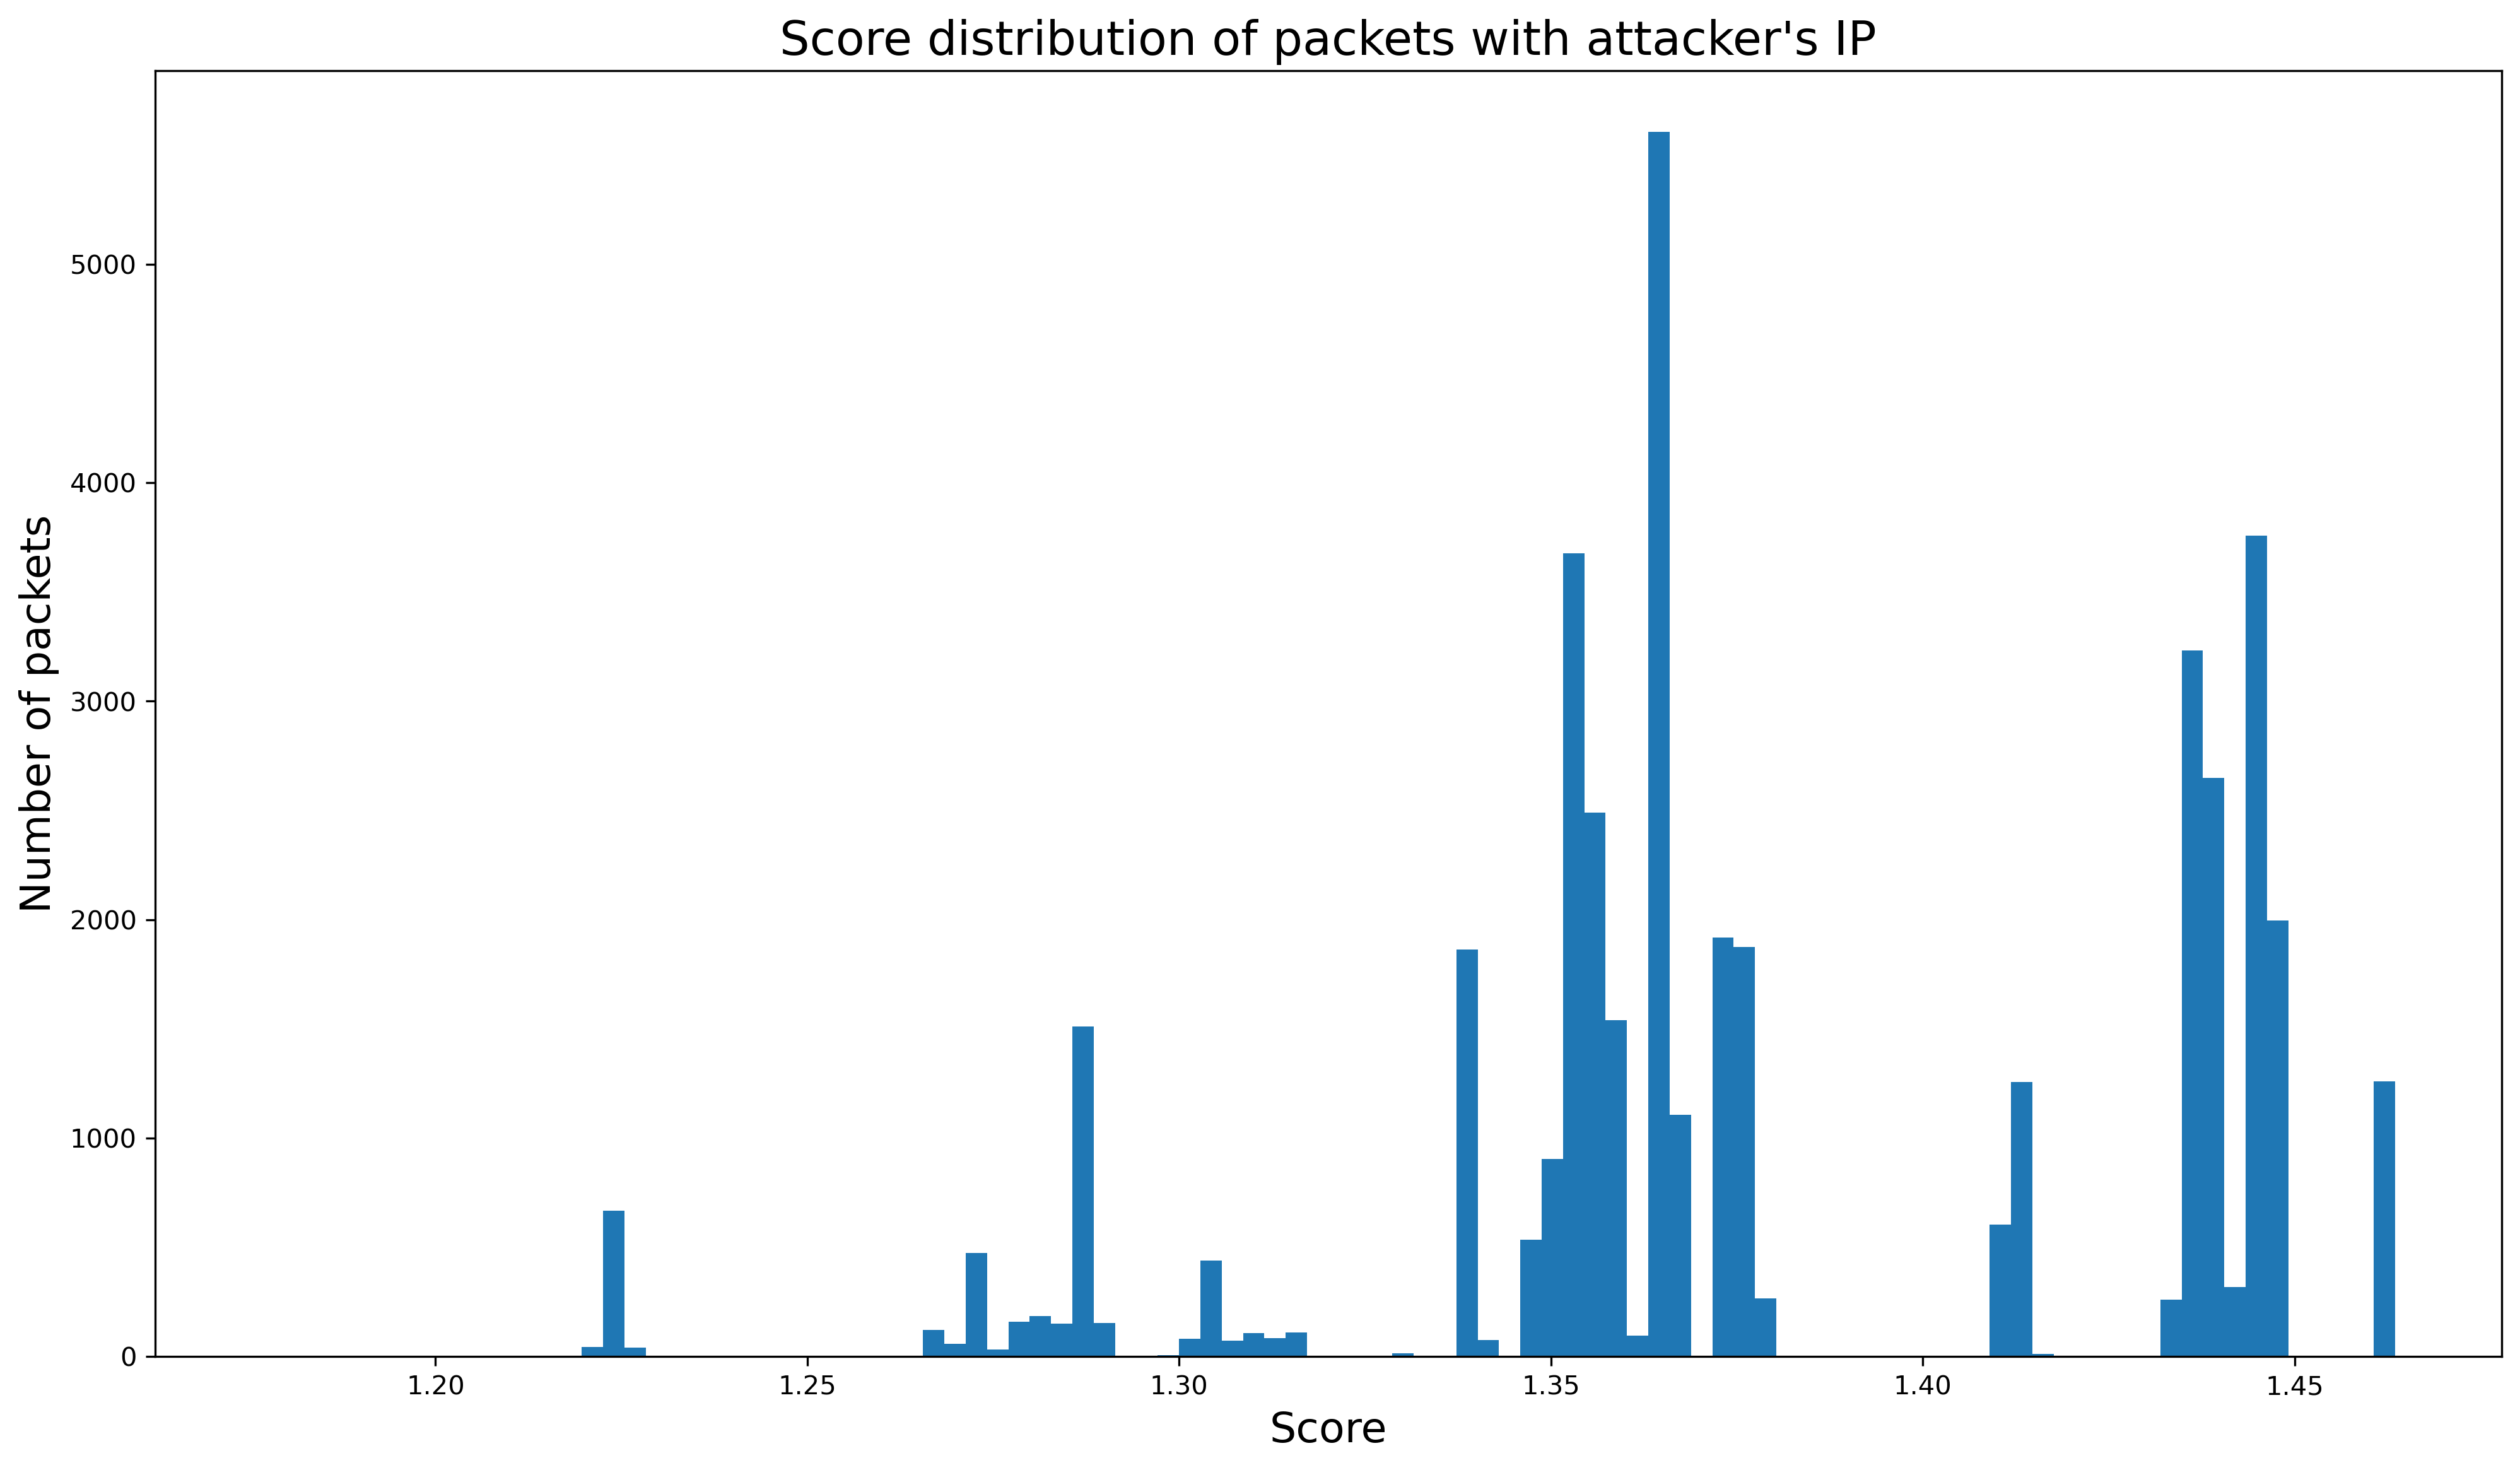 Score distribution of packets with attacker's IP
Number of packets
5000
4000
3000
2000
1000
0
1.20 1.25 1.30 1.35 1.40 1.45
Score